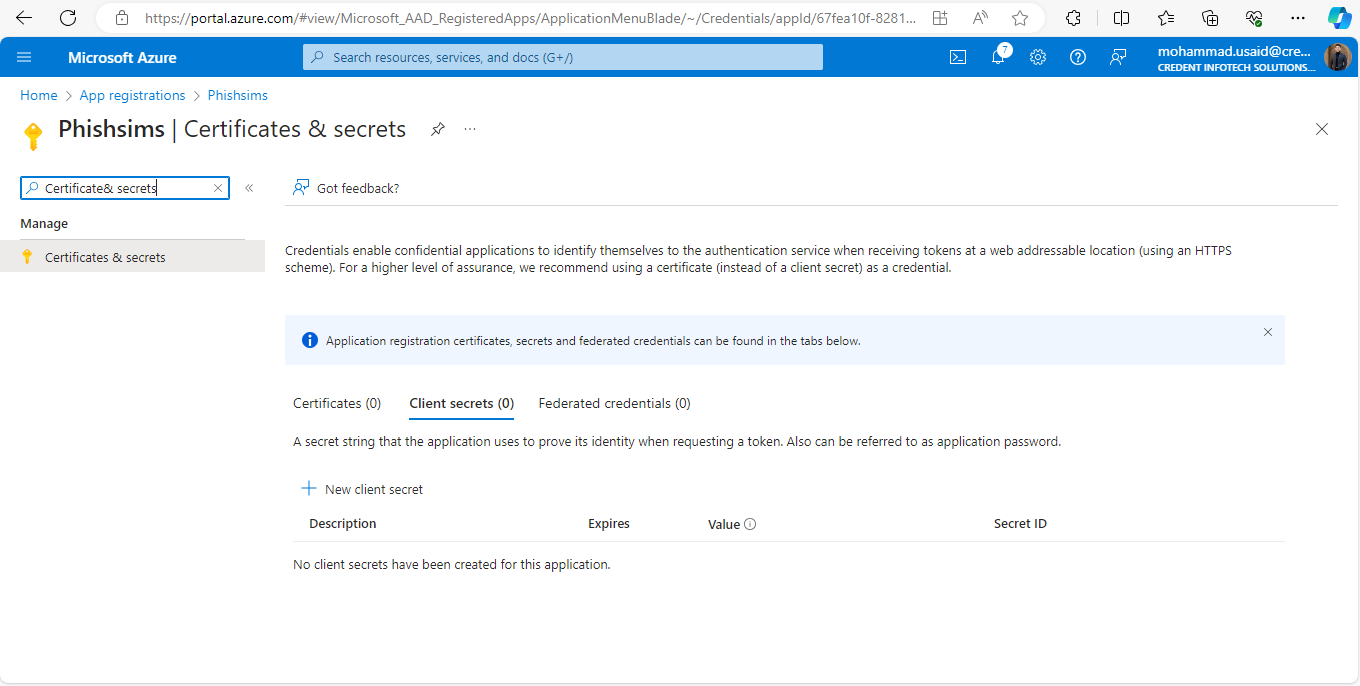 https://portal.azure.com/#view/Microsoft_AAD_RegisteredApps/ApplicationMenuBlade/~/Credentials/appId/67fea10f-8281...
Microsoft Azure
Search resources, services, and docs (G+/)
7
mohammad.usaid@cre...
CREDENT INFOTECH SOLUTIONS...
Home > App registrations > Phishsims
Phishsims | Certificates & secrets
Certificate& secrets
Got feedback?
Manage
Certificates & secrets
Credentials enable confidential applications to identify themselves to the authentication service when receiving tokens at a web addressable location (using an HTTPS
scheme). For a higher level of assurance, we recommend using a certificate (instead of a client secret) as a credential.
Application registration certificates, secrets and federated credentials can be found in the tabs below.
Certificates (0) Client secrets (0) Federated credentials (0)
A secret string that the application uses to prove its identity when requesting a token. Also can be referred to as application password.
New client secret
Description Expires Value Secret ID
No client secrets have been created for this application.